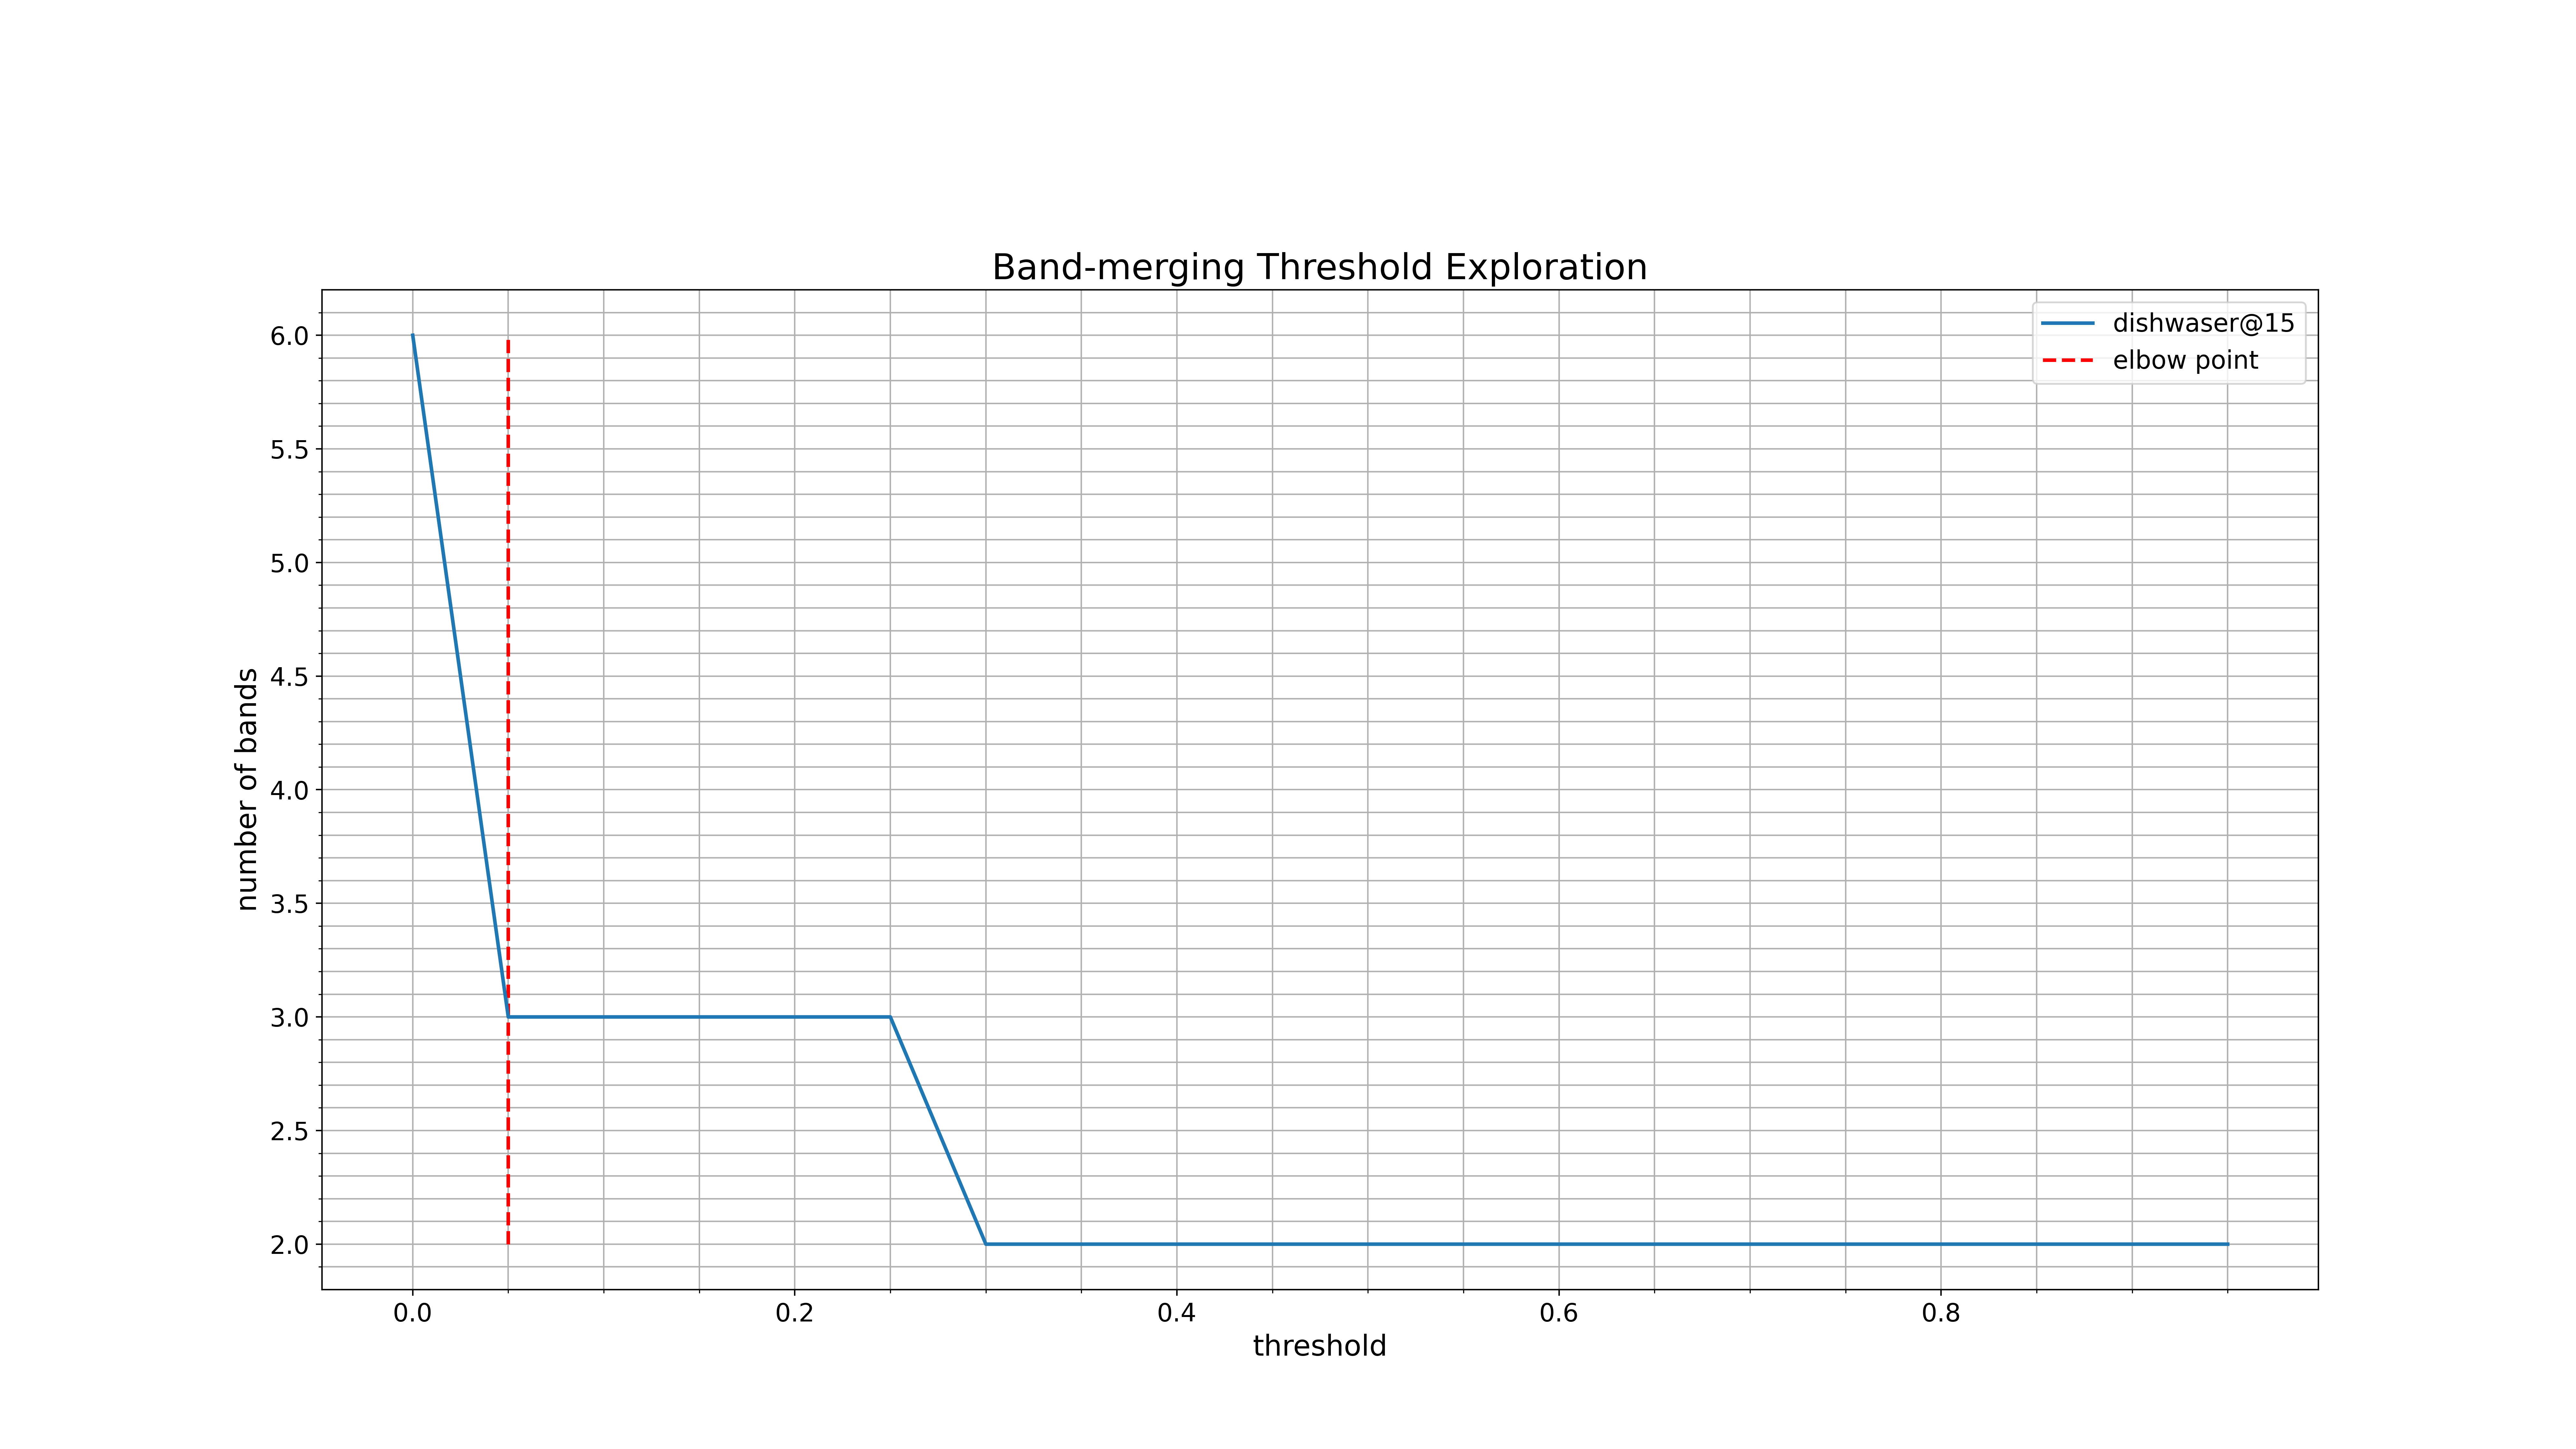 Band-merging Threshold Exploration
dishwaser@15
elbow point
6.0
5.5
5.0
4.5
4.0
3.5
3.0
2.5
2.0
number of bands
0.0 0.2 0.4 0.6 0.8
threshold